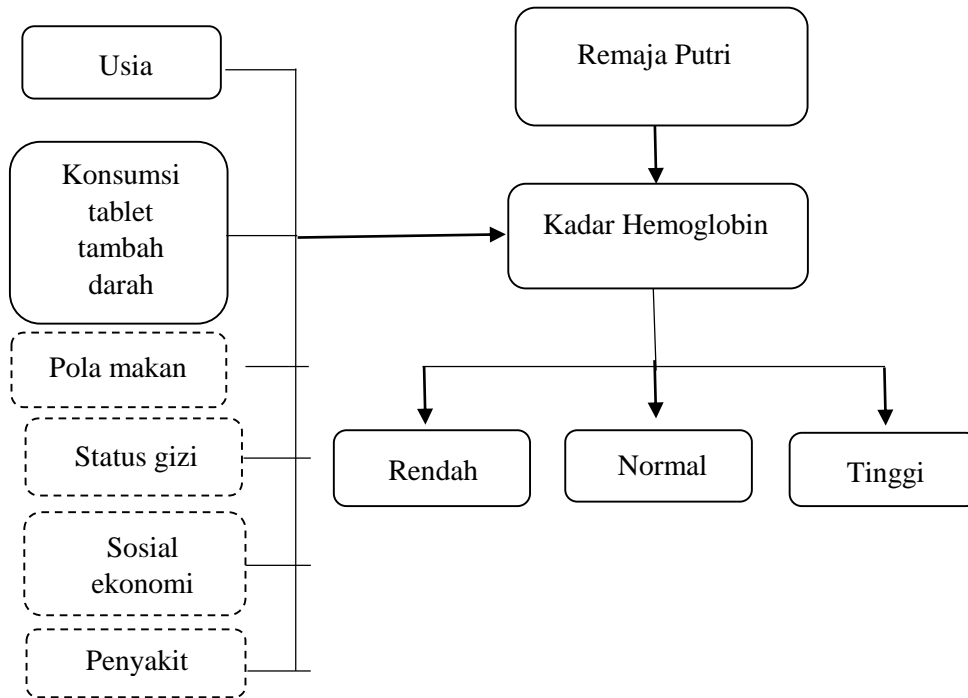 Usia
Konsumsi
tablet
tambah
darah
Pola makan
Status gizi
Sosial
ekonomi
Penyakit
Remaja Putri
Kadar Hemoglobin
Rendah
Normal
Tinggi